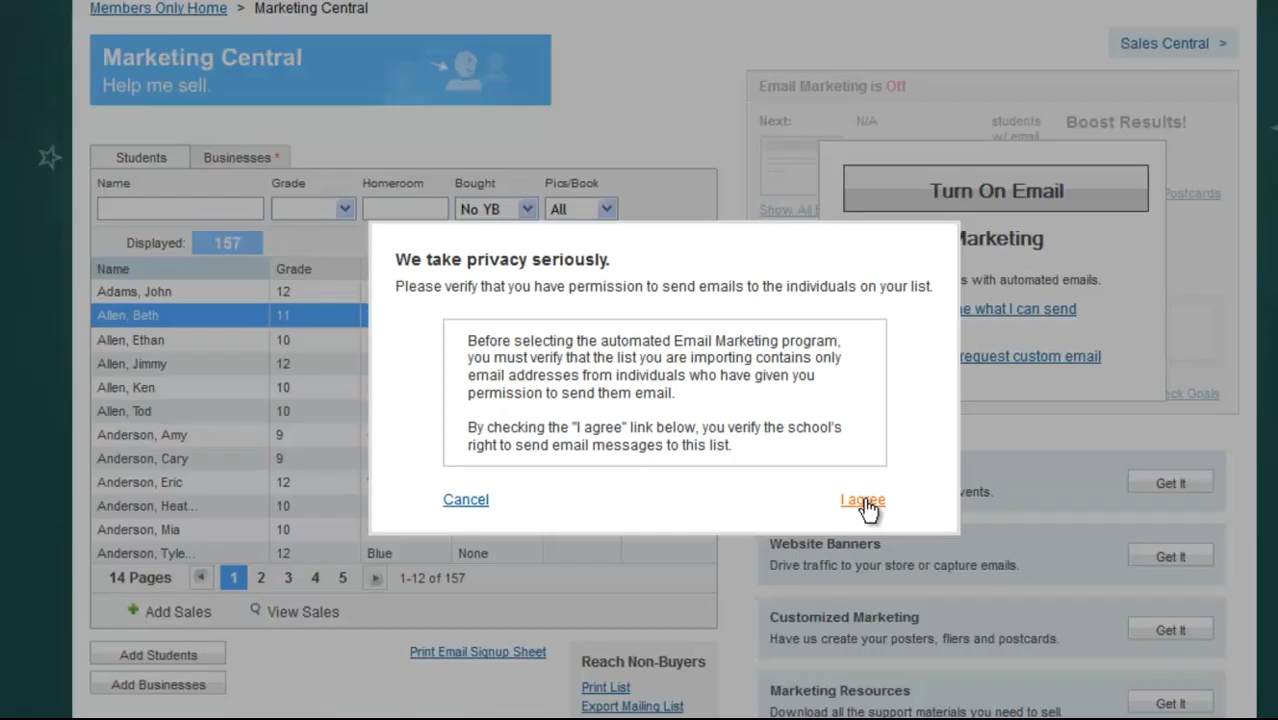 Members Only Home > Marketing Central
Marketing Central
Help me sell.
Sales Central >
Email Marketing is Off
Next: N/A students
w/ email
Boost Results!
Turn On Email
Marketing
s with automated emails.
e what I can send
request custom email
Postcards
Show: All
ck Goals
Students Businesses *
Name Grade Homeroom Bought Pics/Book
No YB All
Displayed: 157
Name Grade
Adams, John 12
Allen, Beth 11
Allen, Ethan 10
Allen, Jimmy 12
Allen, Ken 10
Allen, Tod 10
Anderson, Amy 9
Anderson, Cary 9
Anderson, Eric 12
Anderson, Heat... 10
Anderson, Mia 10
Anderson, Tyle... 12 Blue None
14 Pages 1 2 3 4 5 1-12 of 157
Add Sales View Sales
Add Students
Add Businesses
Print Email Signup Sheet
Reach Non-Buyers
Print List
Export Mailing List
We take privacy seriously.
Please verify that you have permission to send emails to the individuals on your list.
Before selecting the automated Email Marketing program,
you must verify that the list you are importing contains only
email addresses from individuals who have given you
permission to send them email.
By checking the "I agree" link below, you verify the school's
right to send email messages to this list.
Cancel I agree
vents. Get It
Website Banners
Drive traffic to your store or capture emails. Get It
Customized Marketing
Have us create your posters, fliers and postcards. Get It
Marketing Resources
Download all the support materials you need to sell. Get It